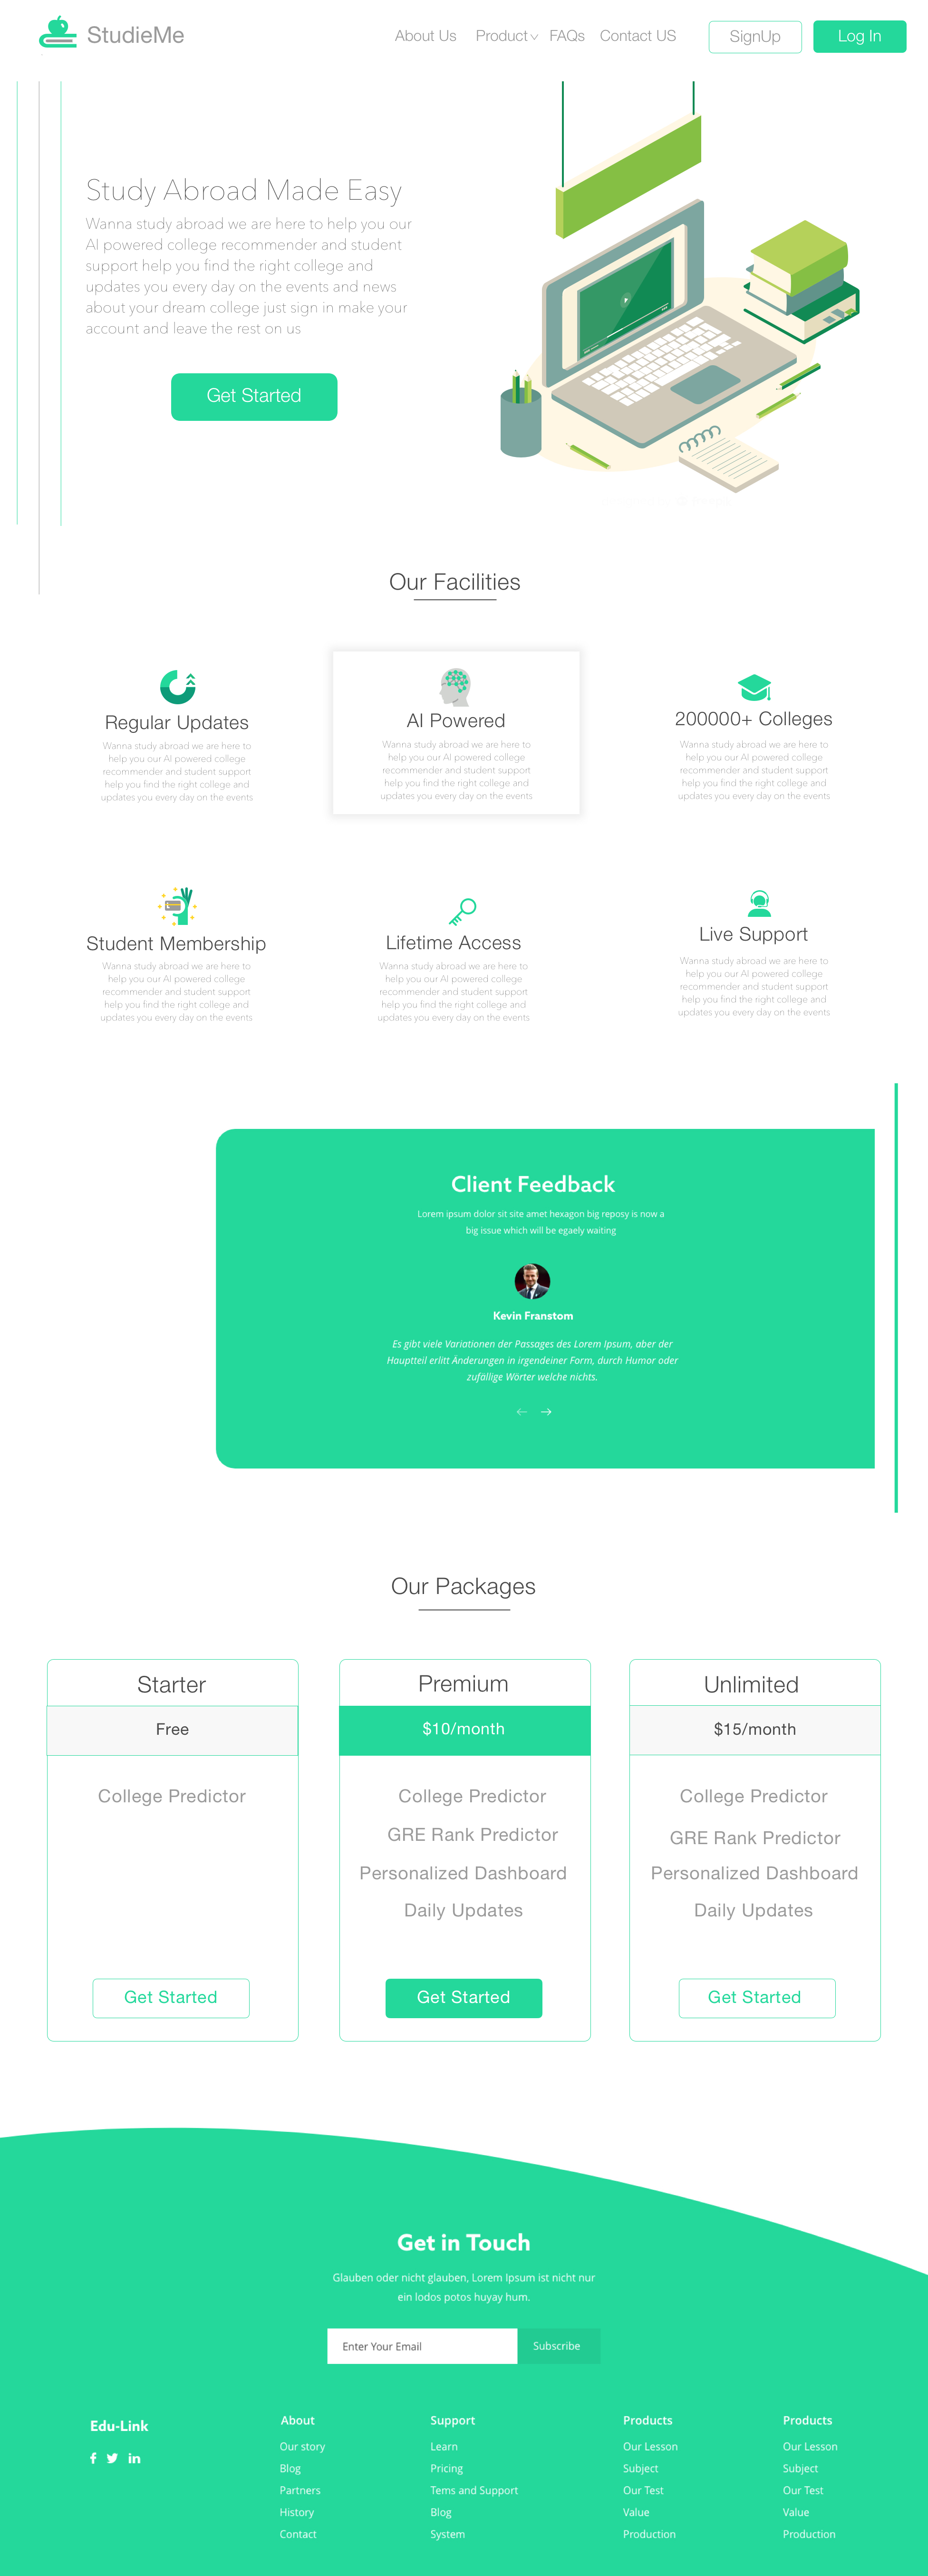 StudieMe
About Us Product FAQs Contact US SignUp Log In
Study Abroad Made Easy
Wanna study abroad we are here to help you our
AI powered college recommender and student
support help you find the right college and
updates you every day on the events and news
about your dream college just sign in make your
account and leave the rest on us
Get Started
Our Facilities
Regular Updates
Wanna study abroad we are here to
help you our AI powered college
recommender and student support
help you find the right college and
updates you every day on the events
AI Powered
Wanna study abroad we are here to
help you our AI powered college
recommender and student support
help you find the right college and
updates you every day on the events
200000+ Colleges
Wanna study abroad we are here to
help you our AI powered college
recommender and student support
help you find the right college and
updates you every day on the events
Student Membership
Wanna study abroad we are here to
help you our AI powered college
recommender and student support
help you find the right college and
updates you every day on the events
Lifetime Access
Wanna study abroad we are here to
help you our AI powered college
recommender and student support
help you find the right college and
updates you every day on the events
Live Support
Wanna study abroad we are here to
help you our AI powered college
recommender and student support
help you find the right college and
updates you every day on the events
Client Feedback
Lorem ipsum dolor sit site amet hexagon big reposy is now a
big issue which will be egaely waiting
Kevin Franstom
Es gibt viele Variationen der Passages des Lorem Ipsum, aber der
Houptteil erlitt Änderungen in irgendeiner Form, durch Humor oder
zufällige Wörter welche nichts.
Our Packages
Starter
Free
College Predictor
Get Started
Premium
$10/month
College Predictor
GRE Rank Predictor
Personalized Dashboard
Daily Updates
Get Started
Unlimited
$15/month
College Predictor
GRE Rank Predictor
Personalized Dashboard
Daily Updates
Get Started
Get in Touch
Glauben oder nicht glauben, Lorem Ipsum ist nicht nur
ein lodos potos huyay hum.
Enter Your Email Subscribe
Edu-Link
About
Our story
Blog
Partners
History
Contact
Support
Learn
Pricing
Tems and Support
Blog
System
Products
Our Lesson
Subject
Our Test
Value
Production
Products
Our Lesson
Subject
Our Test
Value
Production